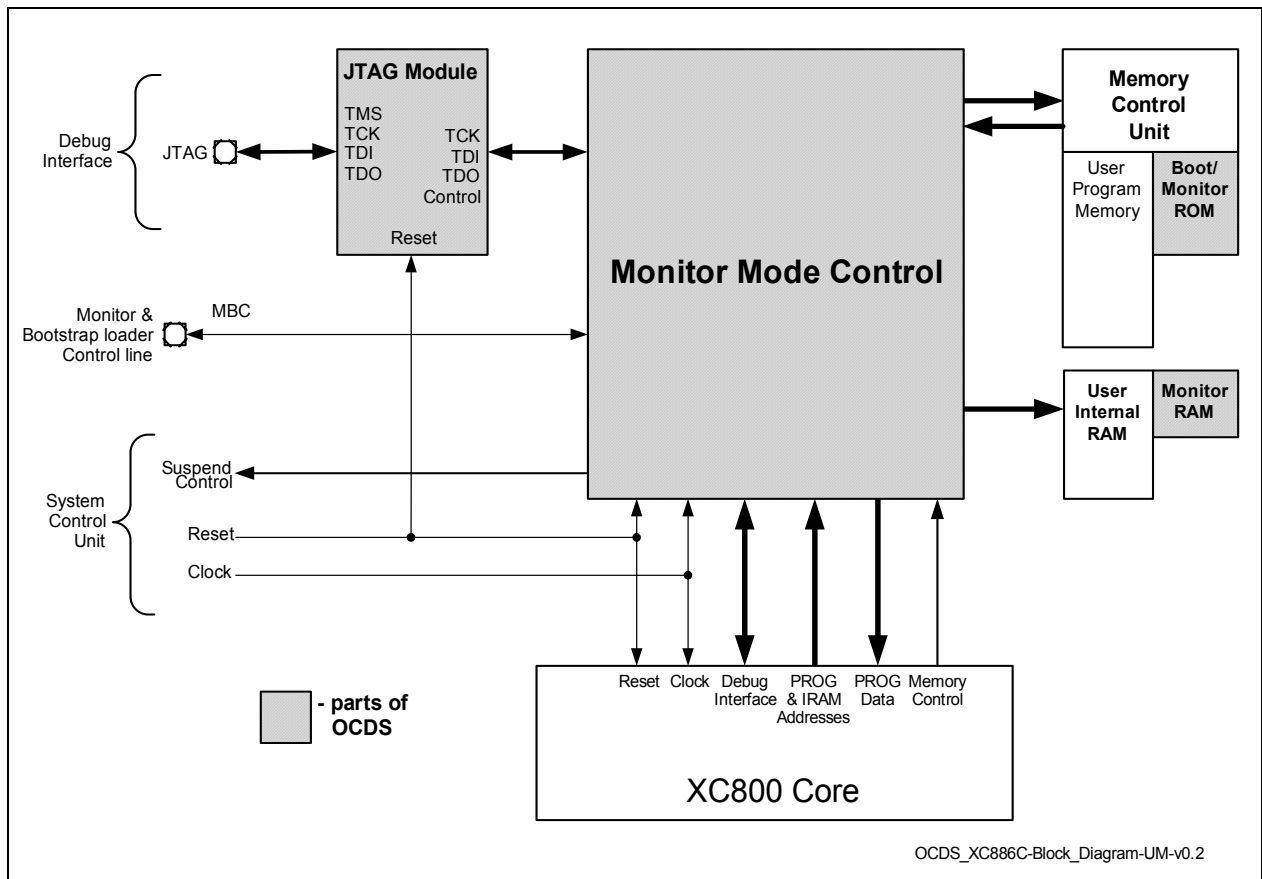 JTAG Module
TMS
TCK
TDI
TDO
TCK
TDI
TDO
Control
Reset
Debug
Interface
JTAG
Monitor Mode Control
Memory
Control
Unit
User
Program
Memory
Boot/
Monitor
ROM
Monitor &
Bootstrap loader
Control line
MBC
User
Internal
RAM
Monitor
RAM
System
Control
Unit
Suspend
Control
Reset
Clock
Reset
Clock
Debug
Interface
PROG
& IRAM
Addresses
PROG
Data
Memory
Control
XC800 Core
- parts of
OCDS
OCDS_XC886C-Block_Diagram-UM-v0.2